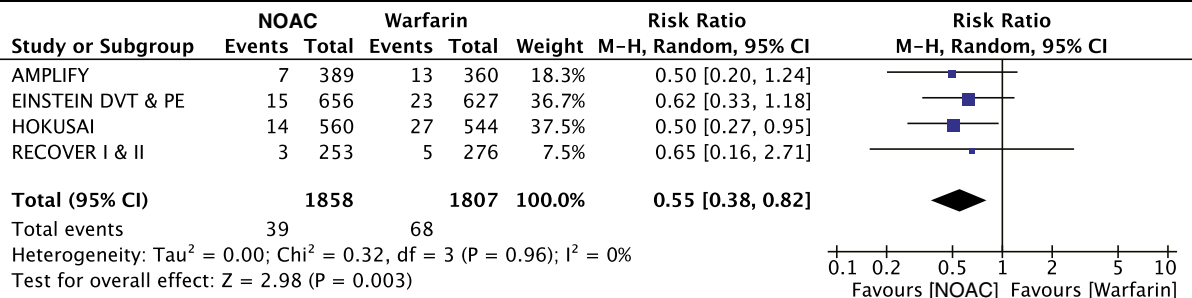 NOAC Warfarin Risk Ratio Risk Ratio
Study or Subgroup Events Total Events Total Weight M-H, Random, 95% CI M-H, Random, 95% CI
AMPLIFY 7 389 13 360 18.3% 0.50 [0.20, 1.24]
EINSTEIN DVT & PE 15 656 23 627 36.7% 0.62 [0.33, 1.18]
HOKUSAI 14 560 27 544 37.5% 0.50 [0.27, 0.95]
RECOVER I & II 3 253 5 276 7.5% 0.65 [0.16, 2.71]
Total (95% CI) 1858 1807 100.0% 0.55 [0.38, 0.82]
Total events 39 68
Heterogeneity: Tau² = 0.00; Chi² = 0.32, df = 3 (P = 0.96); I² = 0%
Test for overall effect: Z = 2.98 (P = 0.003)
0.1 0.2 0.5 1 2 5 10
Favours [NOAC] Favours [Warfarin]